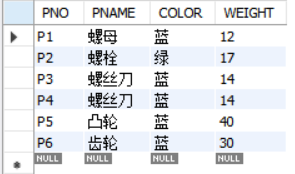 PNO PNAME COLOR WEIGHT
P1 螺母 蓝 12
P2 螺栓 绿 17
P3 螺丝刀 蓝 14
P4 螺丝刀 蓝 14
P5 凸轮 蓝 40
P6 齿轮 蓝 30
NULL NULL NULL NULL